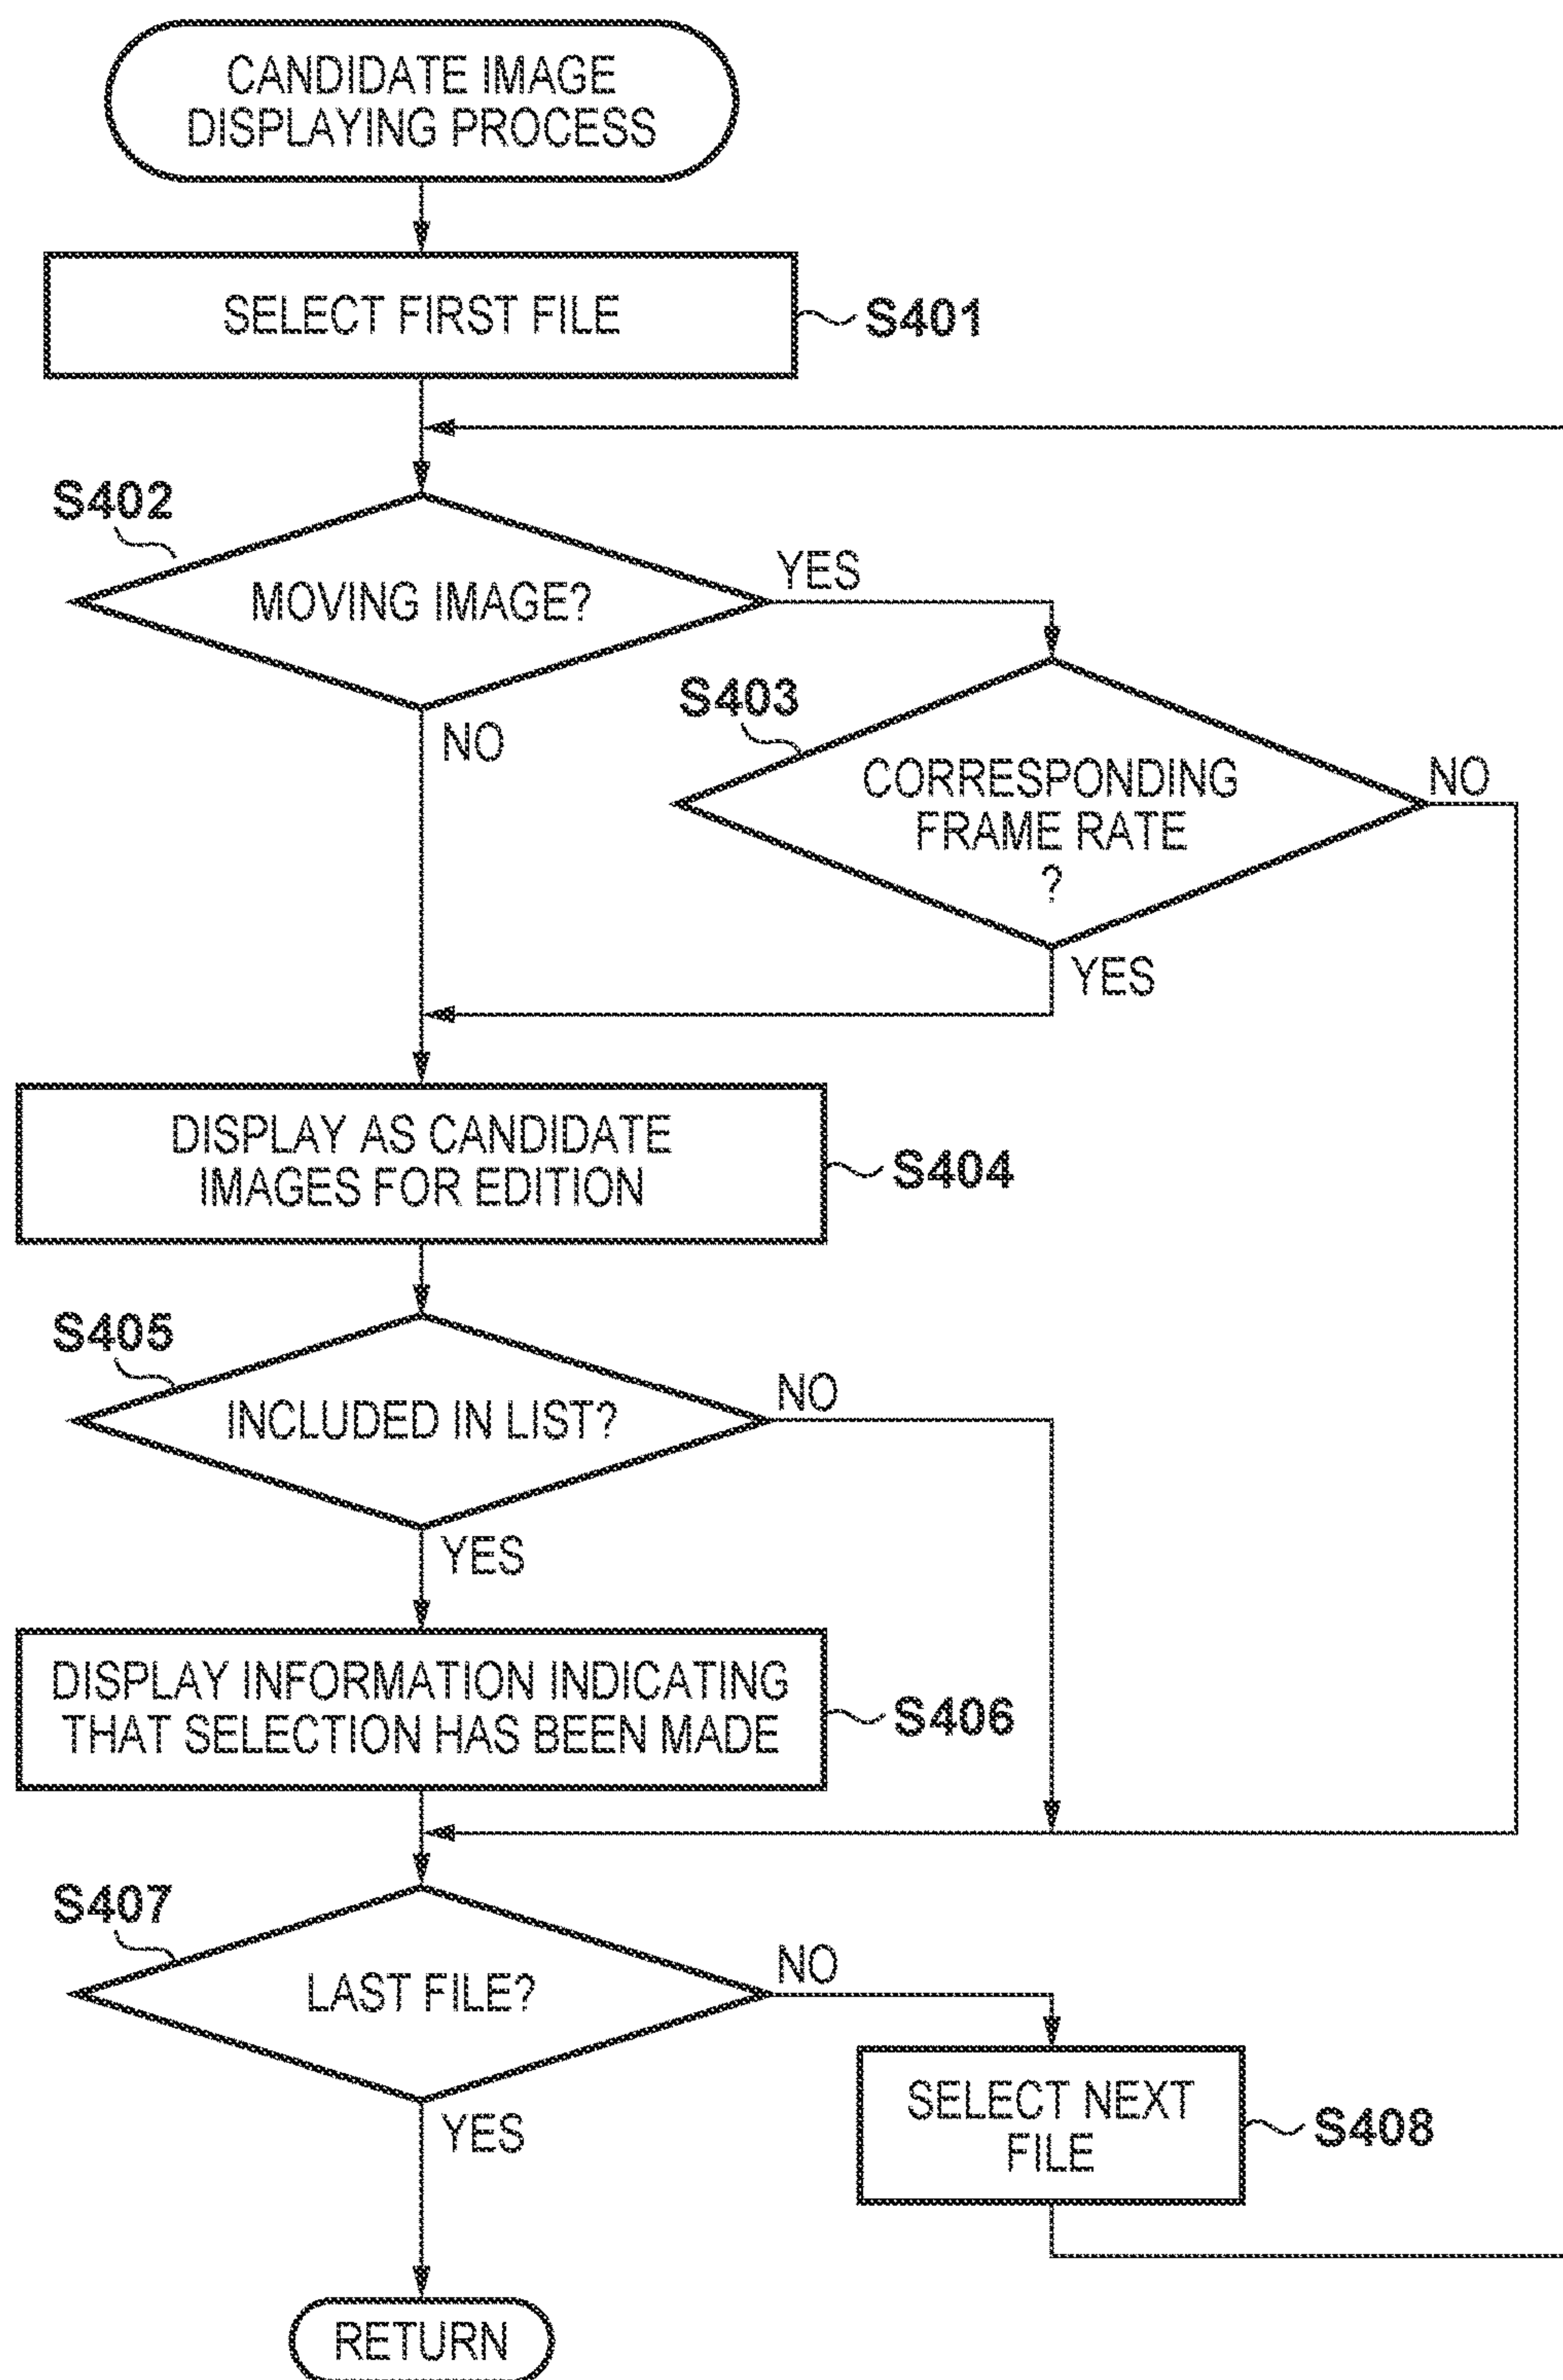 CANDIDATE IMAGE
DISPLAYING PROCESS
SELECT FIRST FILE
S401
S402
MOVING IMAGE?
YES
NO
S403
CORRESPONDING
FRAME RATE
?
NO
YES
DISPLAY AS CANDIDATE
IMAGES FOR EDITION
S404
S405
INCLUDED IN LIST?
NO
YES
DISPLAY INFORMATION INDICATING
THAT SELECTION HAS BEEN MADE
S406
S407
LAST FILE?
NO
YES
SELECT NEXT
FILE
S408
RETURN